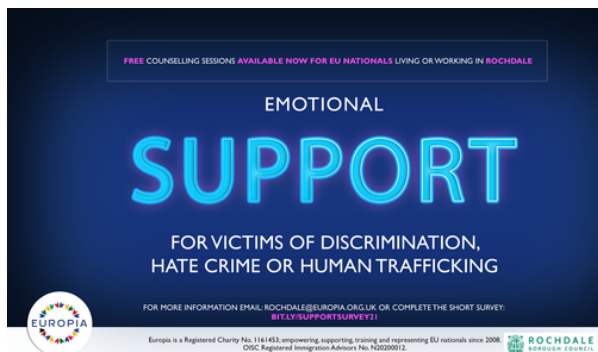 FREE COUNSELLING SESSIONS AVAILABLE NOW FOR EU NATIONALS LIVING OR WORKING IN ROCHDALE
EMOTIONAL
SUPPORT
FOR VICTIMS OF DISCRIMINATION,
HATE CRIME OR HUMAN TRAFFICKING
FOR MORE INFORMATION EMAIL: ROCHDALE@EUROPIA.ORG.UK OR COMPLETE THE SHORT SURVEY:
BIT.LY/SUPPORTSURVEY21
EUROPIA
Europia is a Registered Charity No. 1161453; empowering, supporting, training and representing EU nationals since 2008.
OISC Registered Immigration Advisors No. N20200012.
ROCHDALE
BOROUGH COUNCIL